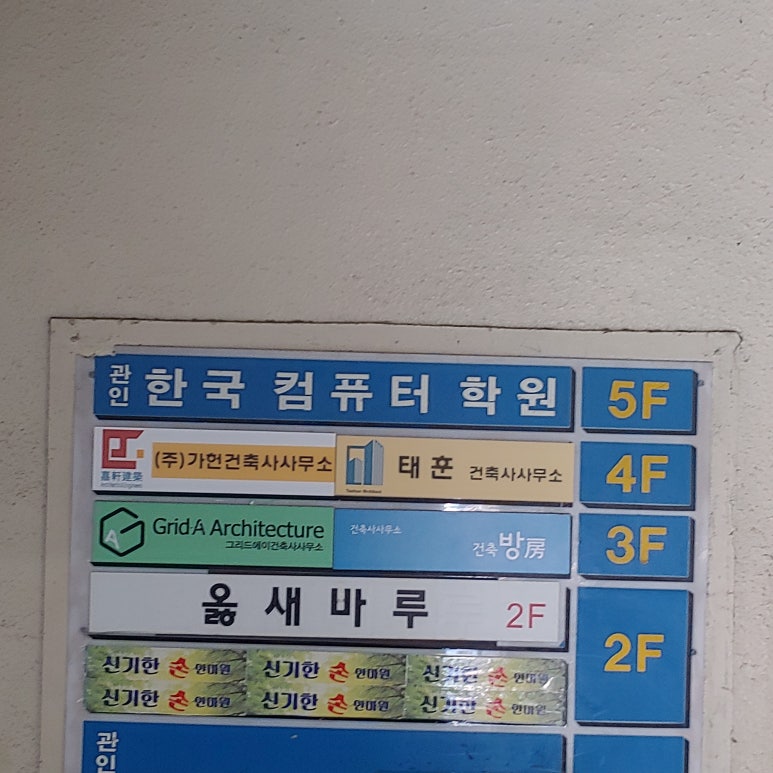 관인 한국 컴퓨터 학원 5F
嘉軒建築 (주)가헌건축사사무소 태훈 건축사사무소 4F
Grid·A Architecture
그리드에이건축사사무소
건축사사무소
건축방房 3F
옳새바루 2F
2F
신기한 손 안마원 신기한 손 안마원 신기한 손 안마원
신기한 손 안마원 신기한 손 안마원 신기한 손 안마원
관인